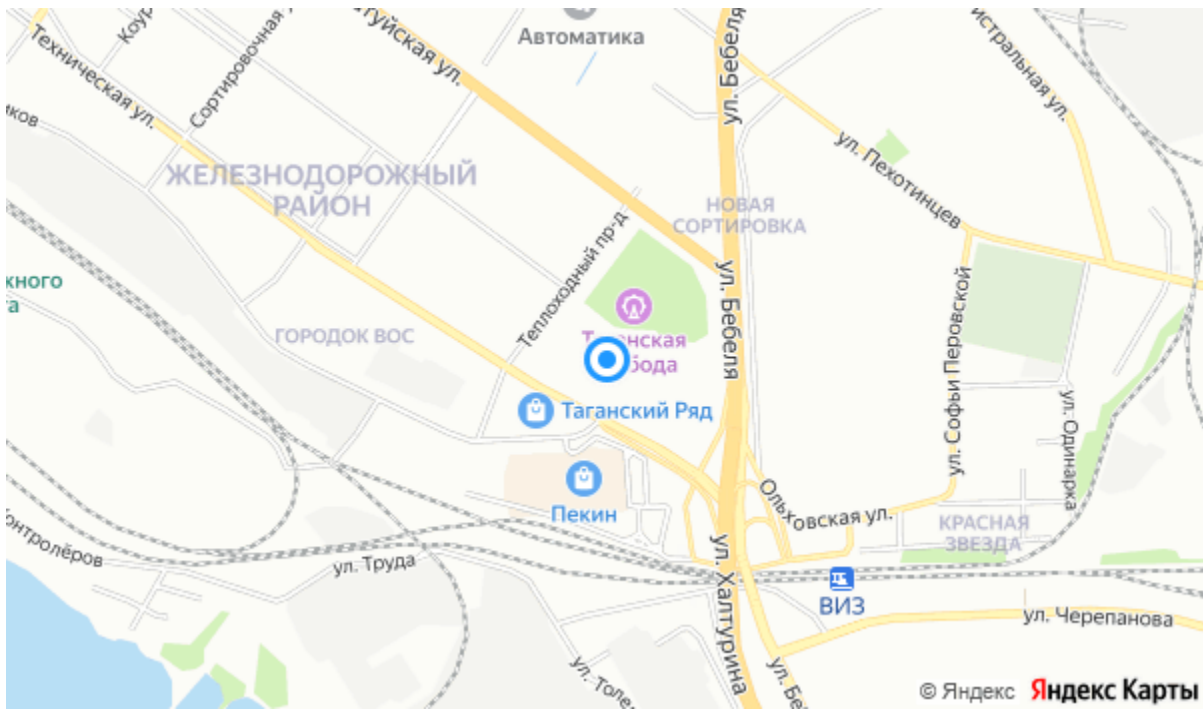 Автоматика
ул. Бебеля
Техническая ул.
Сортировочная
ЖЕЛЕЗНОДОРОЖНЫЙ
РАЙОН
НОВАЯ
СОРТИРОВКА
ул. Пехотинцев
Теплоходный пр-д
ул. Бебеля
ул. Софьи Перовской
ГОРОДОК ВОС
Таганский Ряд
ул. Одинарка
Пекин
Ольховская ул.
КРАСНАЯ
ЗВЕЗДА
ул. Труда
ул. Халтурина
ВИЗ
ул. Черепанова
© Яндекс Яндекс Карты